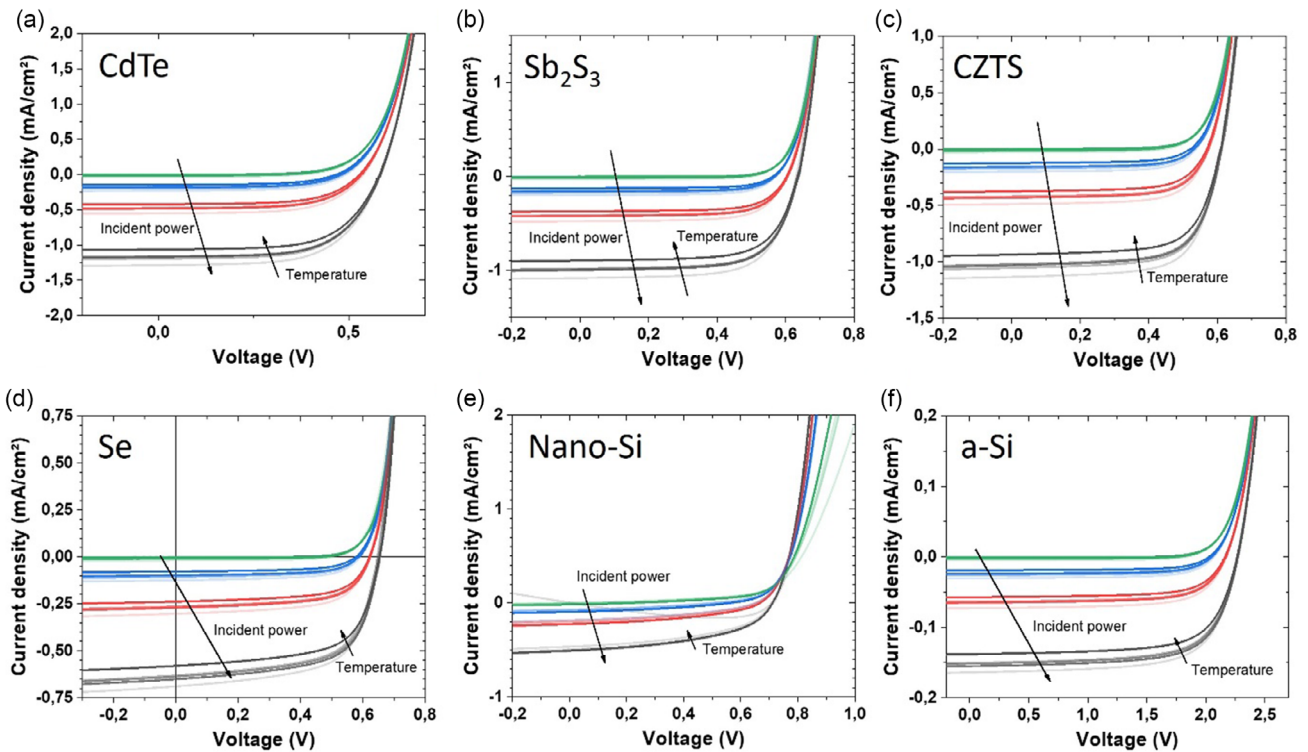 (a)
CdTe
Current density (mA/cm²)
2,0
1,5
1,0
0,5
0,0
-0,5
-1,0
-1,5
-2,0
Incident power
Temperature
0,0
0,5
Voltage (V)
(b)
Sb₂S₃
Current density (mA/cm²)
1
0
-1
Incident power
Temperature
-0,2
0,0
0,2
0,4
0,6
0,8
Voltage (V)
(c)
CZTS
Current density (mA/cm²)
1,0
0,5
0,0
-0,5
-1,0
-1,5
Incident power
Temperature
-0,2
0,0
0,2
0,4
0,6
0,8
Voltage (V)
(d)
Se
Current density (mA/cm²)
0,75
0,50
0,25
0,00
-0,25
-0,50
-0,75
Incident power
Temperature
-0,2
0,0
0,2
0,4
0,6
0,8
Voltage (V)
(e)
Nano-Si
Current density (mA/cm²)
2
1
0
-1
Incident power
Temperature
-0,2
0,0
0,2
0,4
0,6
0,8
1,0
Voltage (V)
(f)
a-Si
Current density (mA/cm²)
0,2
0,1
0,0
-0,1
-0,2
Incident power
Temperature
0,0
0,5
1,0
1,5
2,0
2,5
Voltage (V)